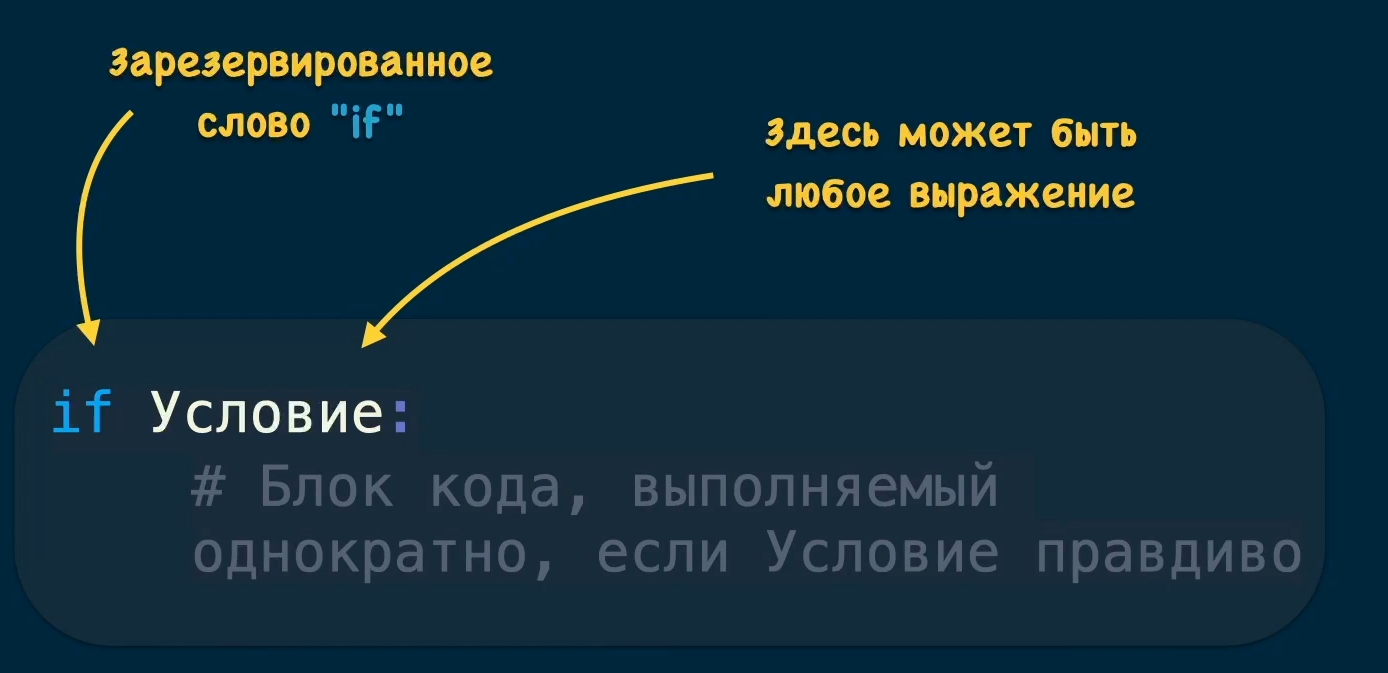 Зарезервированное
слово "if"
Здесь может быть
любое выражение
if Условие:
# Блок кода, выполняемый
однократно, если Условие правдиво